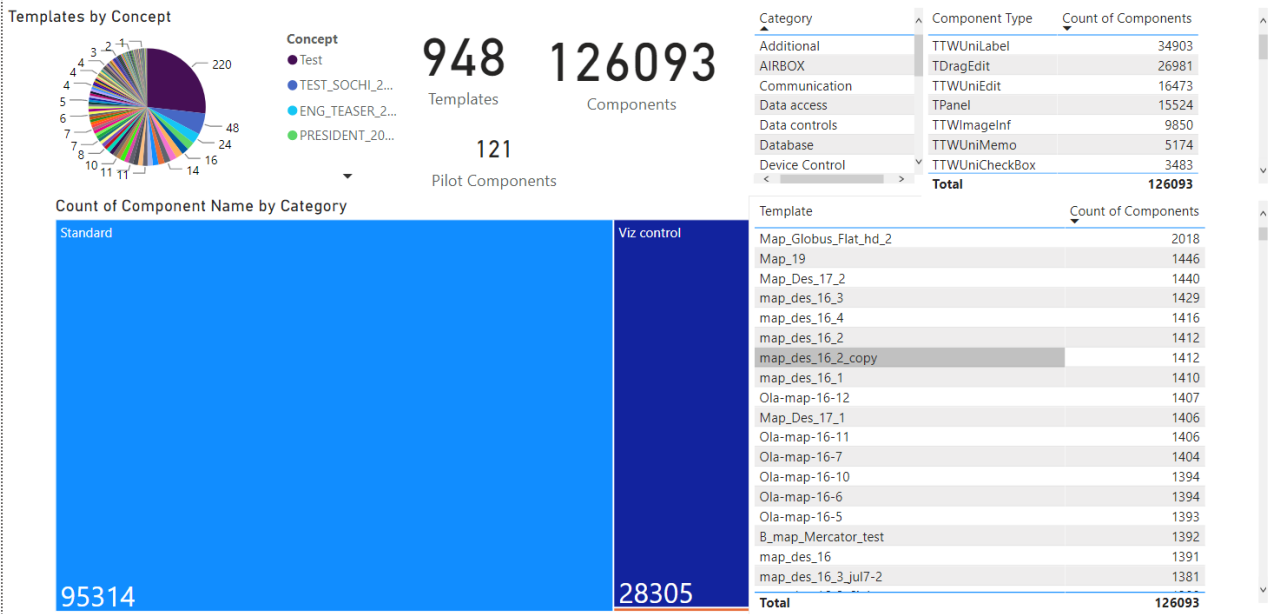 Templates by Concept
220
48
24
16
14
11
11
10
8
7
7
6
5
4
4
4
3
2
1
Concept
Test
TEST_SOCHI_2...
ENG_TEASER_2...
PRESIDENT_20...
948
Templates
126093
Components
121
Pilot Components
Category
Additional
AIRBOX
Communication
Data access
Data controls
Database
Device Control
Component Type Count of Components
TTWUniLabel 34903
TDragEdit 26981
TTWUniEdit 16473
TPanel 15524
TTWImageInf 9850
TTWUniMemo 5174
TTWUniCheckBox 3483
Total 126093
Count of Component Name by Category
Standard
95314
Viz control
28305
Template Count of Components
Map_Globus_Flat_hd_2 2018
Map_19 1446
Map_Des_17_2 1440
map_des_16_3 1429
map_des_16_4 1416
map_des_16_2 1412
map_des_16_2_copy 1412
map_des_16_1 1410
Ola-map-16-12 1407
Map_Des_17_1 1406
Ola-map-16-11 1406
Ola-map-16-7 1404
Ola-map-16-10 1394
Ola-map-16-6 1394
Ola-map-16-5 1393
B_map_Mercator_test 1392
map_des_16 1391
map_des_16_3_jul7-2 1381
Total 126093